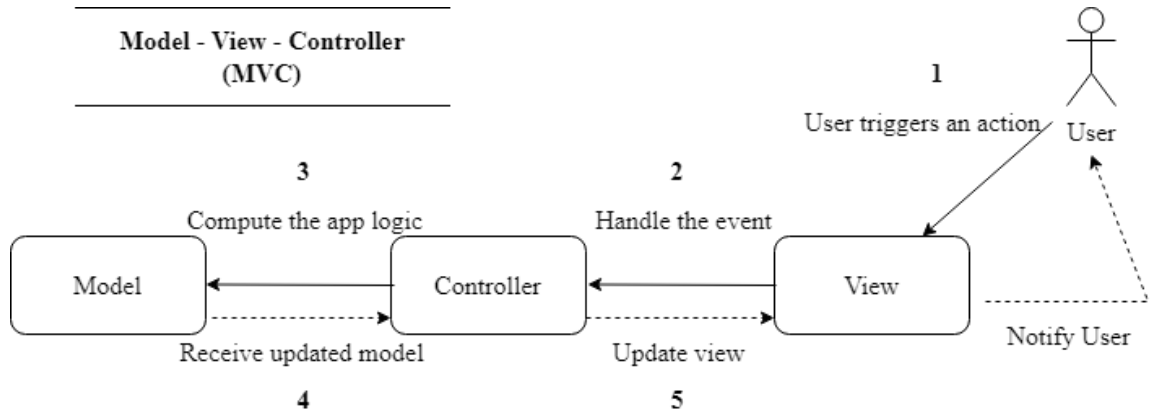 Model - View - Controller
(MVC)
1
User triggers an action
User
3
2
Compute the app logic
Handle the event
Model
Controller
View
Receive updated model
Update view
Notify User
4
5